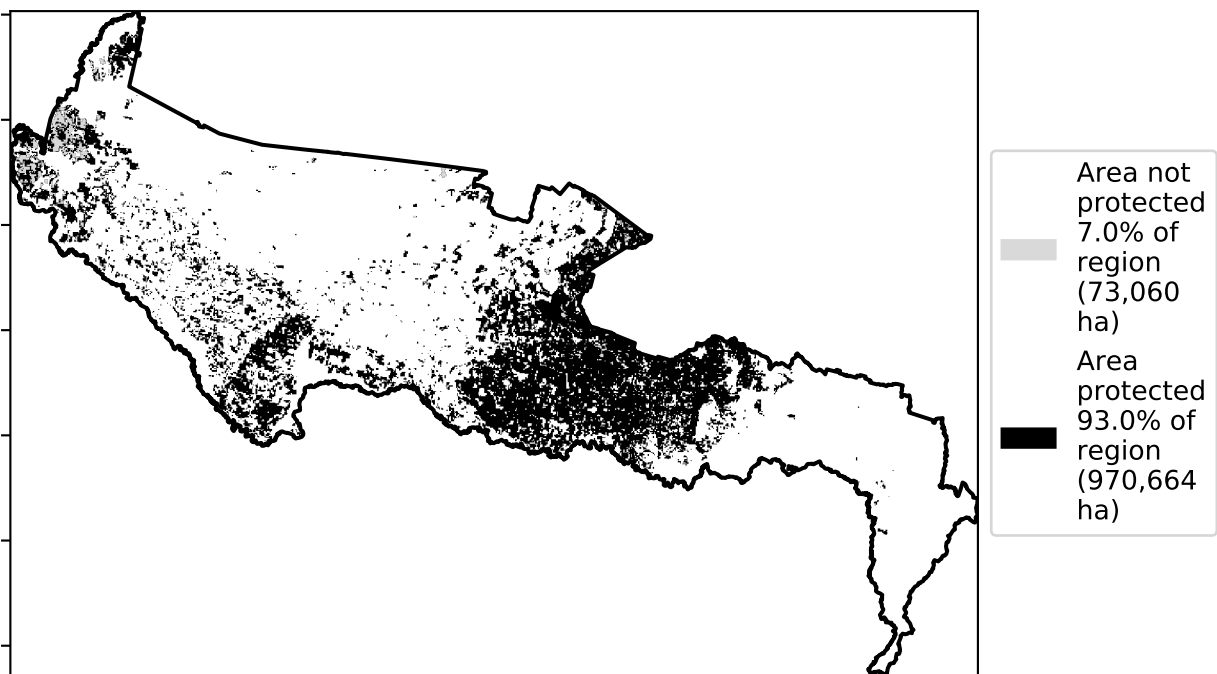 Area not
protected
7.0% of
region
(73,060
ha)
Area
protected
93.0% of
region
(970,664
ha)